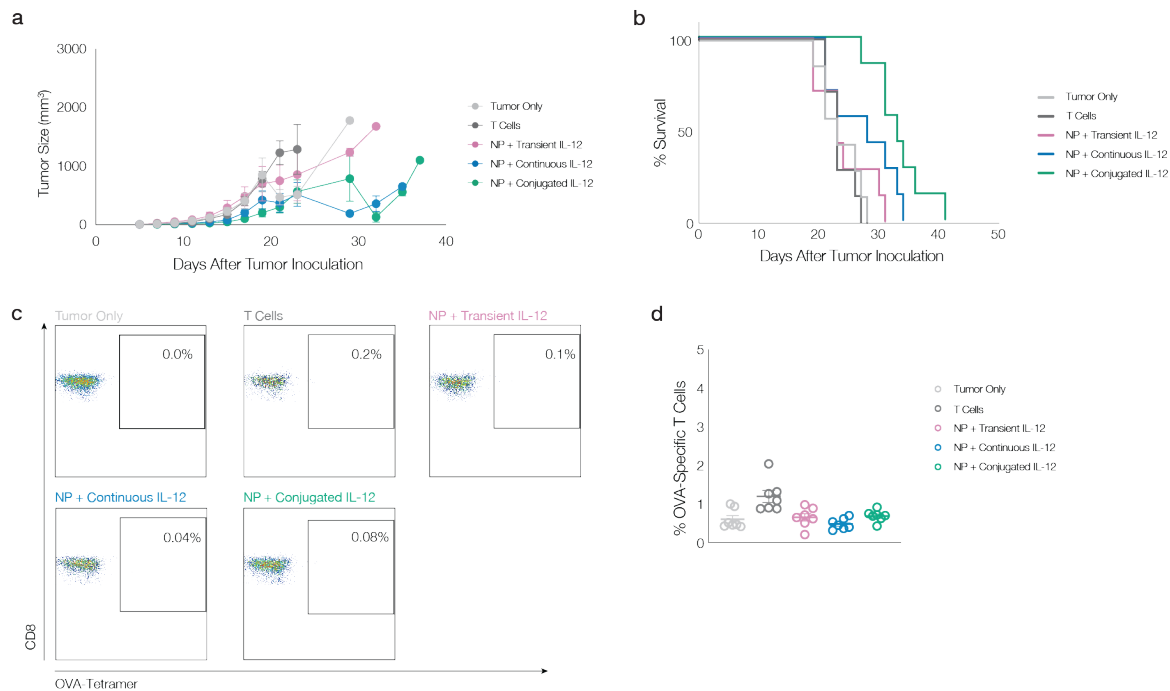 a
3000
2000
1000
0
0
10
20
30
40
Tumor Size (mm³)
Days After Tumor Inoculation
Tumor Only
T Cells
NP + Transient IL-12
NP + Continuous IL-12
NP + Conjugated IL-12
b
100
50
0
0
10
20
30
40
50
% Survival
Days After Tumor Inoculation
Tumor Only
T Cells
NP + Transient IL-12
NP + Continuous IL-12
NP + Conjugated IL-12
c
Tumor Only
0.0%
T Cells
0.2%
NP + Transient IL-12
0.1%
NP + Continuous IL-12
0.04%
NP + Conjugated IL-12
0.08%
CD8
OVA-Tetramer
d
5
4
3
2
1
0
% OVA-Specific T Cells
Tumor Only
T Cells
NP + Transient IL-12
NP + Continuous IL-12
NP + Conjugated IL-12